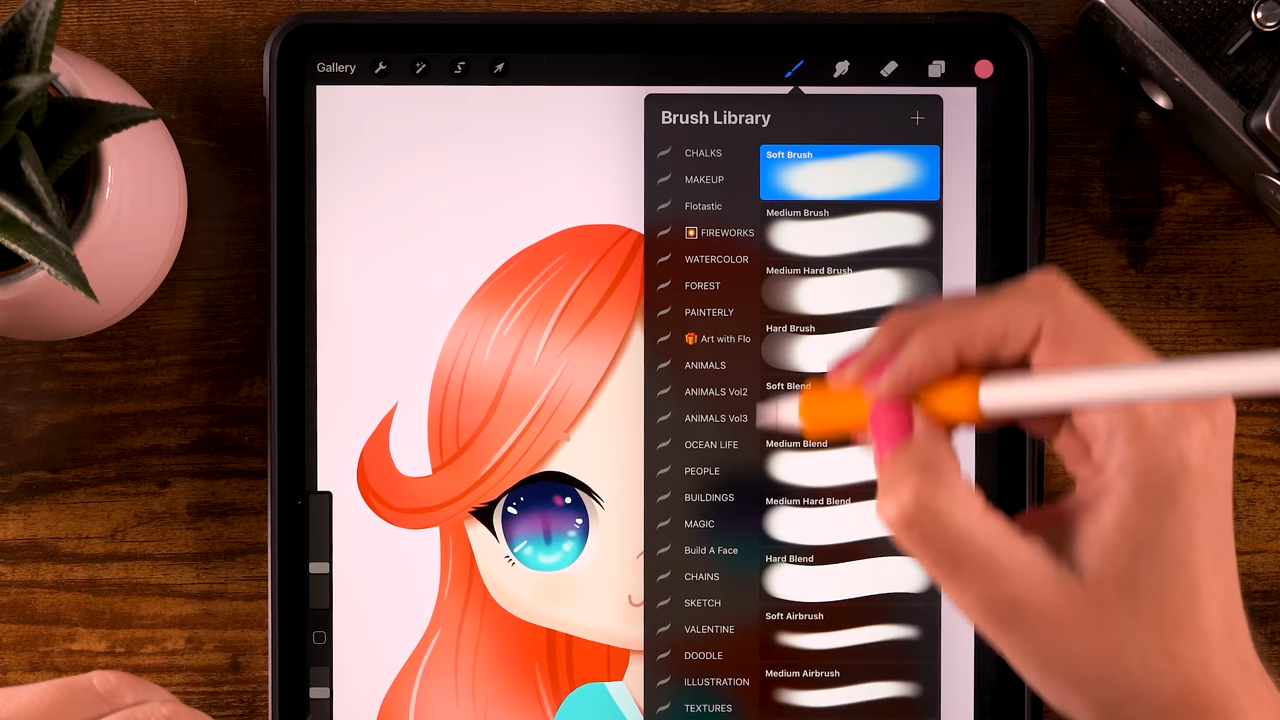 Gallery
Brush Library
CHALKS
MAKEUP
Flotastic
FIREWORKS
WATERCOLOR
FOREST
PAINTERLY
Art with Flo
ANIMALS
ANIMALS Vol2
ANIMALS Vol3
OCEAN LIFE
PEOPLE
BUILDINGS
MAGIC
Build A Face
CHAINS
SKETCH
VALENTINE
DOODLE
ILLUSTRATION
TEXTURES
Soft Brush
Medium Brush
Medium Hard Brush
Hard Brush
Soft Blend
Medium Blend
Medium Hard Blend
Hard Blend
Soft Airbrush
Medium Airbrush